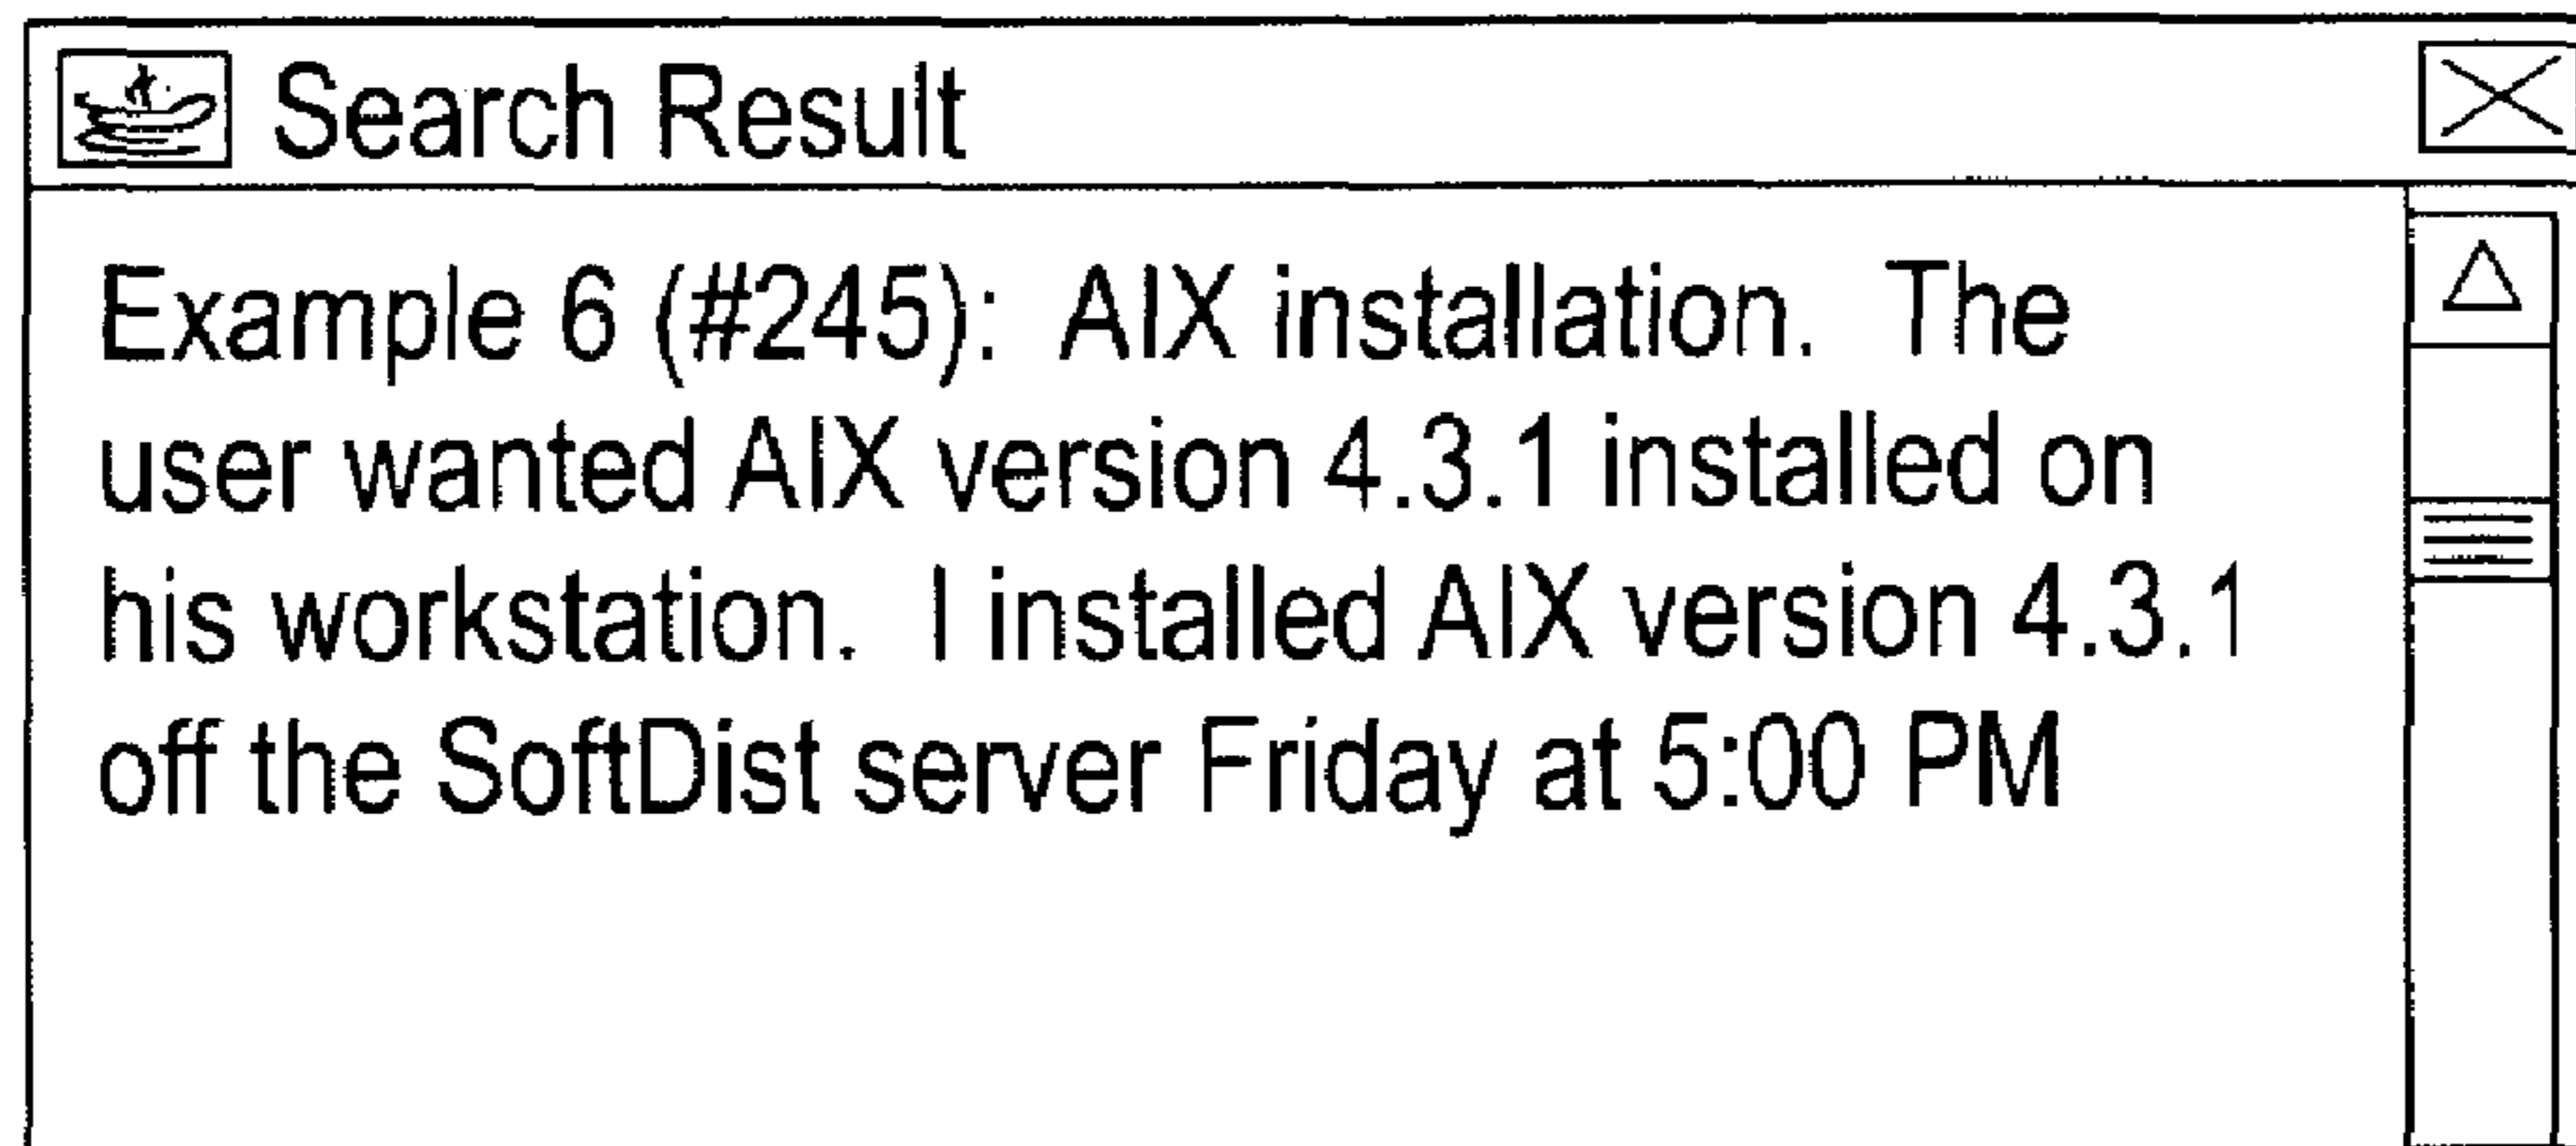 Search Result
Example 6 (#245): AIX installation. The
user wanted AIX version 4.3.1 installed on
his workstation. I installed AIX version 4.3.1
off the SoftDist server Friday at 5:00 PM